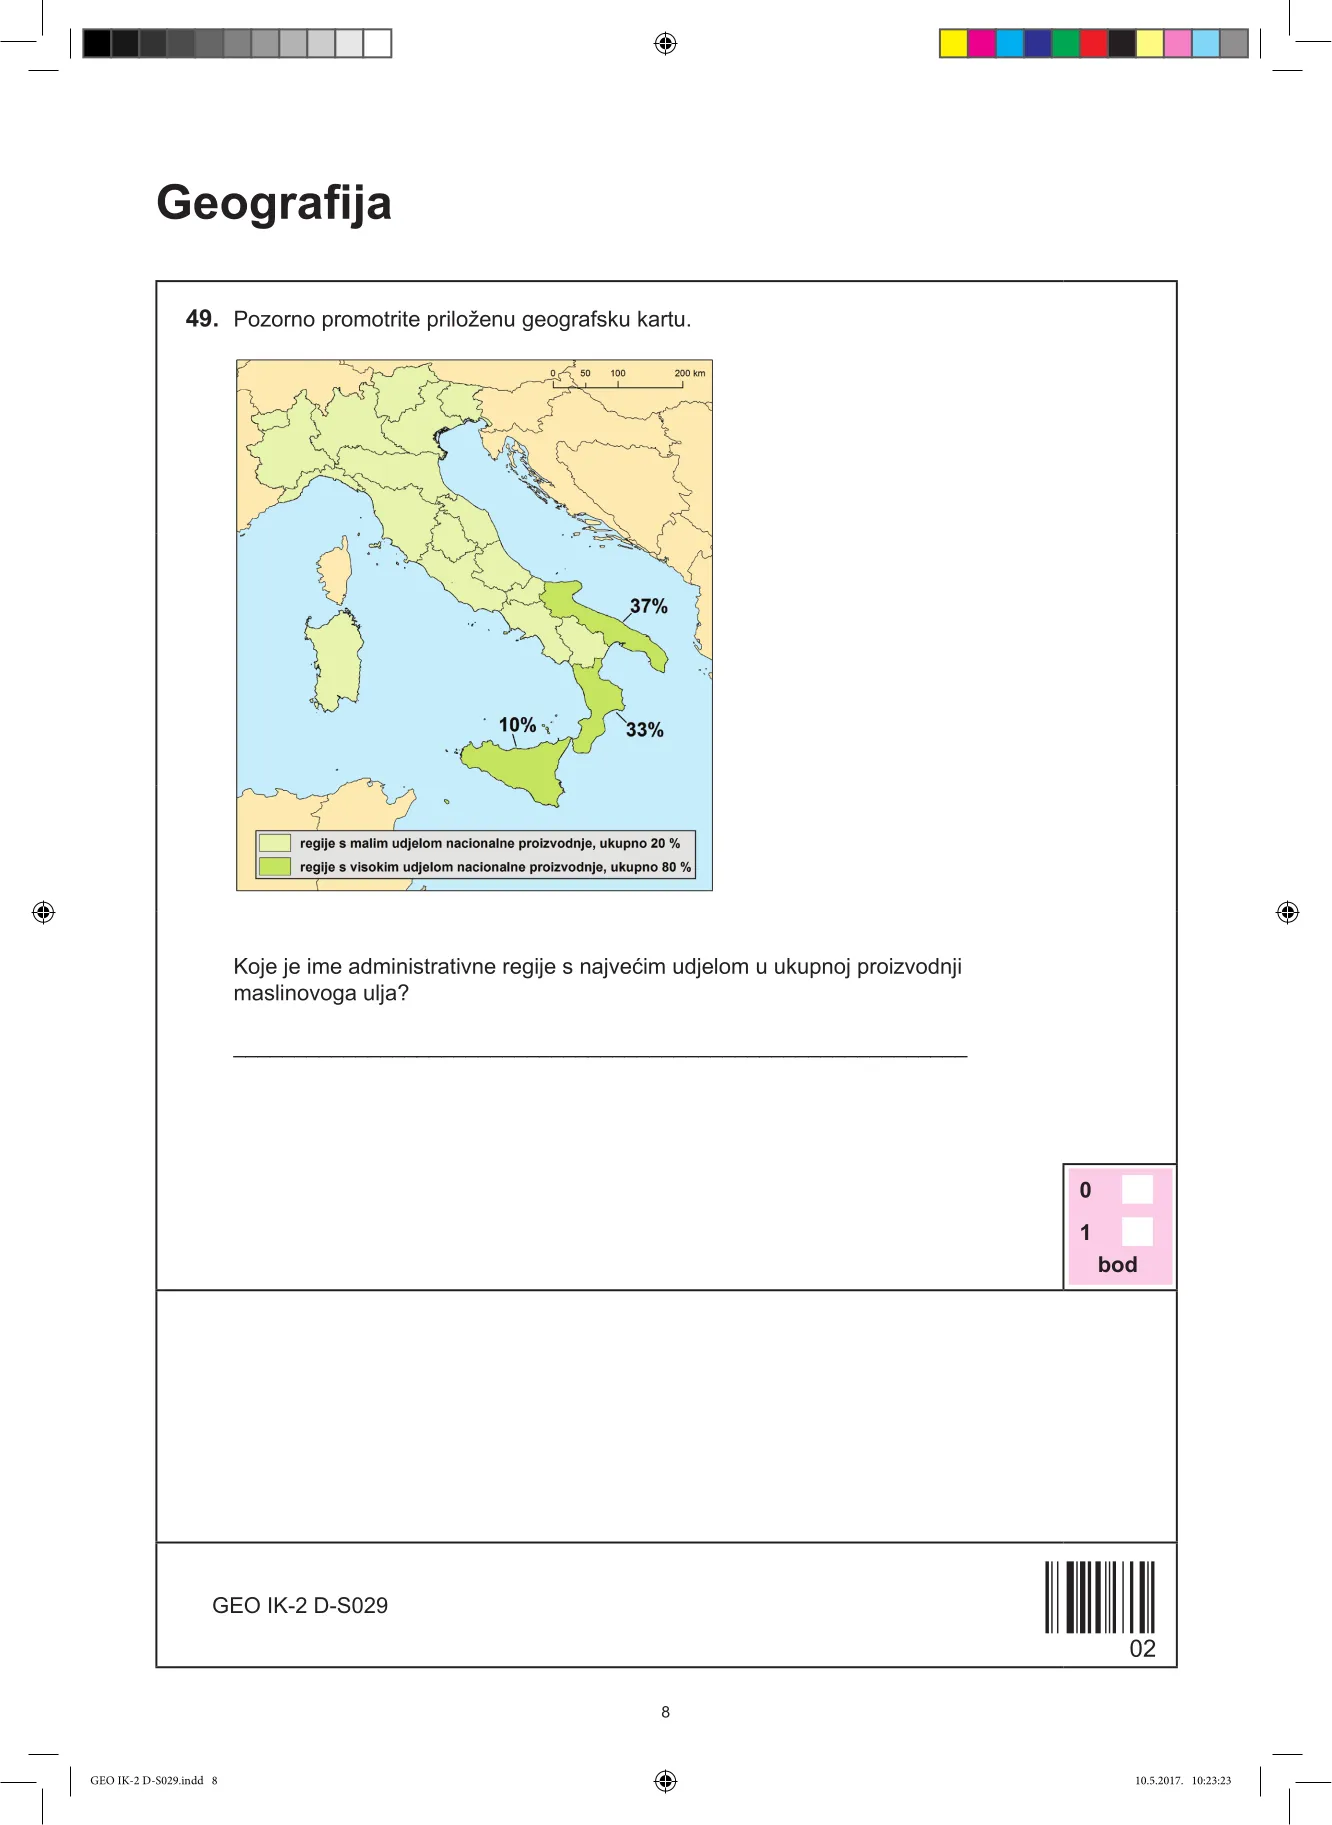 Geografija
49. Pozorno promotrite priloženu geografsku kartu.
0 50 100 200 km
37%
10%
33%
regije s malim udjelom nacionalne proizvodnje, ukupno 20 %
regije s visokim udjelom nacionalne proizvodnje, ukupno 80 %
Koje je ime administrativne regije s najvećim udjelom u ukupnoj proizvodnji
maslinovoga ulja?
0
1
bod
GEO IK-2 D-S029
02
8
GEO IK-2 D-S029.indd 8
10.5.2017. 10:23:23